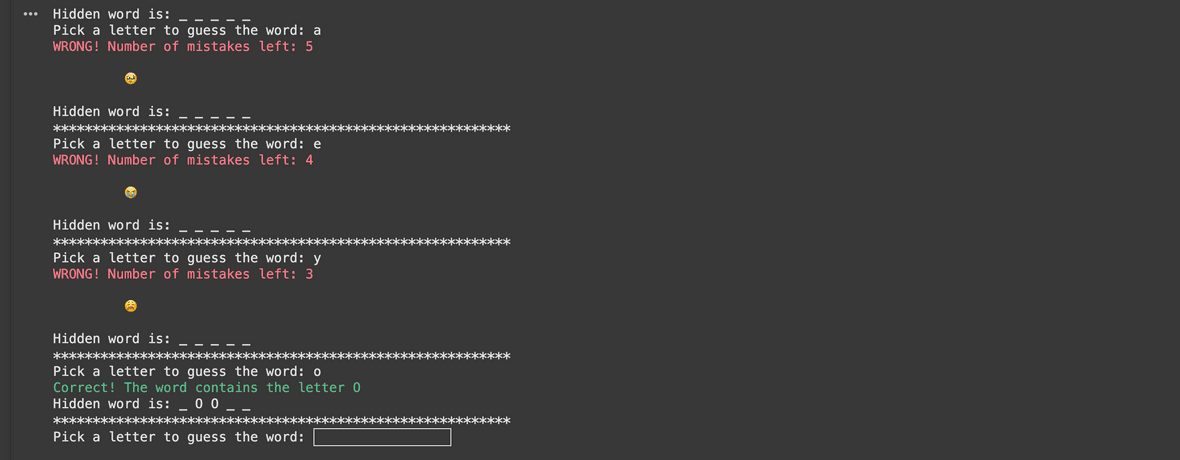 Hidden word is: _ _ _ _ _
Pick a letter to guess the word: a
WRONG! Number of mistakes left: 5
🥺
Hidden word is: _ _ _ _ _
**********************************************************
Pick a letter to guess the word: e
WRONG! Number of mistakes left: 4
😭
Hidden word is: _ _ _ _ _
**********************************************************
Pick a letter to guess the word: y
WRONG! Number of mistakes left: 3
😩
Hidden word is: _ _ _ _ _
**********************************************************
Pick a letter to guess the word: o
Correct! The word contains the letter O
Hidden word is: _ O O _ _
**********************************************************
Pick a letter to guess the word: